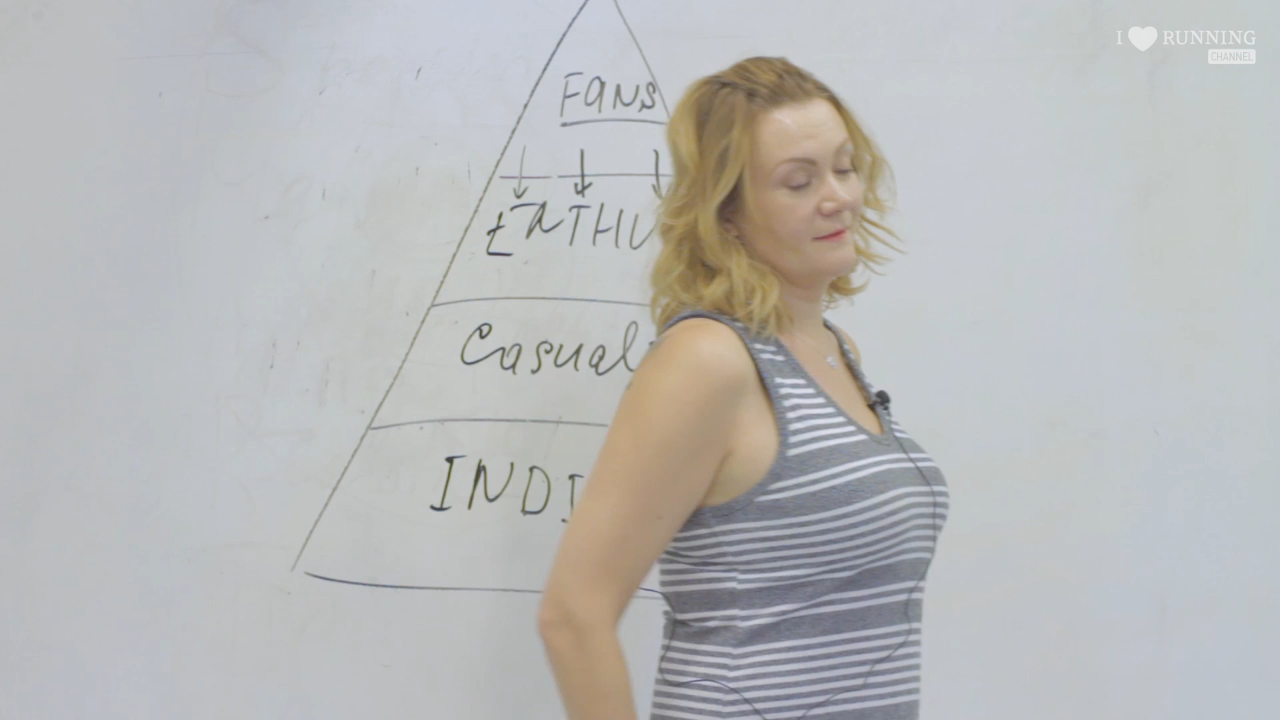 I RUNNING
CHANNEL
Fans
ENTHU
Casual
INDI